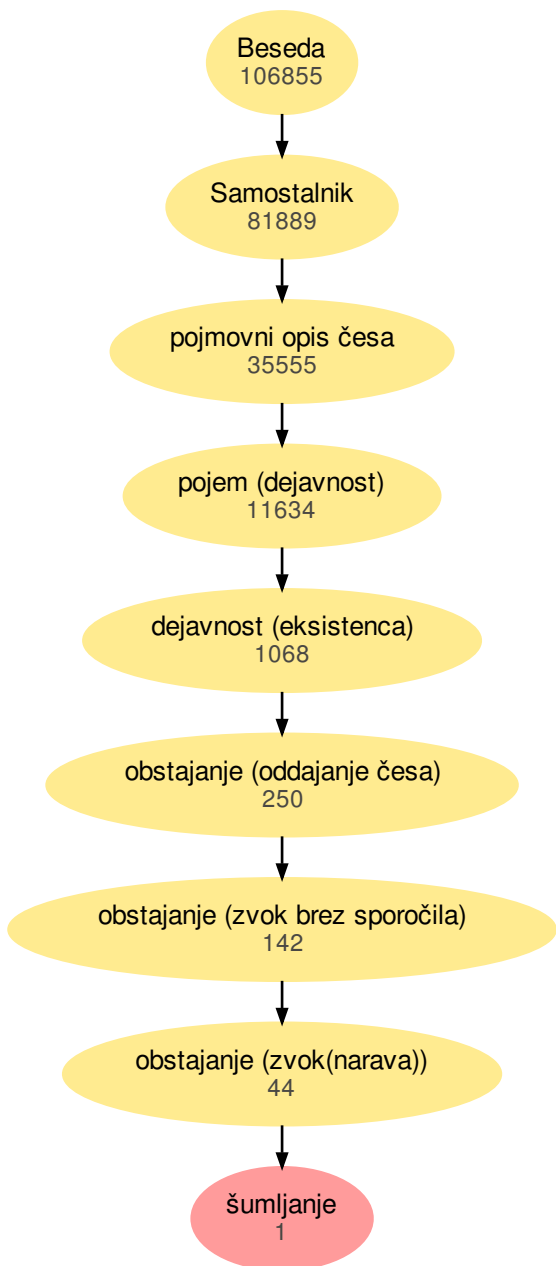 Beseda
106855
Samostalnik
81889
pojmovni opis česa
35555
pojem (dejavnost)
11634
dejavnost (eksistenca)
1068
obstajanje (oddajanje česa)
250
obstajanje (zvok brez sporočila)
142
obstajanje (zvok(narava))
44
šumljanje
1